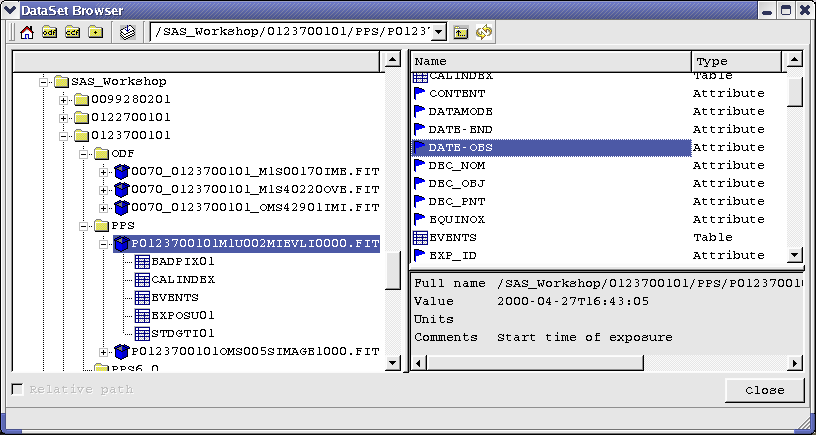 DataSet Browser
odf ccf /SAS_Workshop/0123700101/PPS/P0123
Name Type
SAS_Workshop
0099280201
0122700101
0123700101
ODF
0070_0123700101_M1S00170IME.FIT
0070_0123700101_M1S40220OVE.FIT
0070_0123700101_OMS42901IMI.FIT
PPS
P0123700101M1U002MIEVLI0000.FIT
BADPIX01
CALINDEX
EVENTS
EXPOSU01
STDGTI01
P0123700101OMS005SIMAGE1000.FIT
PPS6.0
CALINDEX Table
CONTENT Attribute
DATAMODE Attribute
DATE-END Attribute
DATE-OBS Attribute
DEC_NOM Attribute
DEC_OBJ Attribute
DEC_PNT Attribute
EQUINOX Attribute
EVENTS Table
EXP_ID Attribute
Full name /SAS_Workshop/0123700101/PPS/P012370010
Value 2000-04-27T16:43:05
Units
Comments Start time of exposure
Relative path
Close